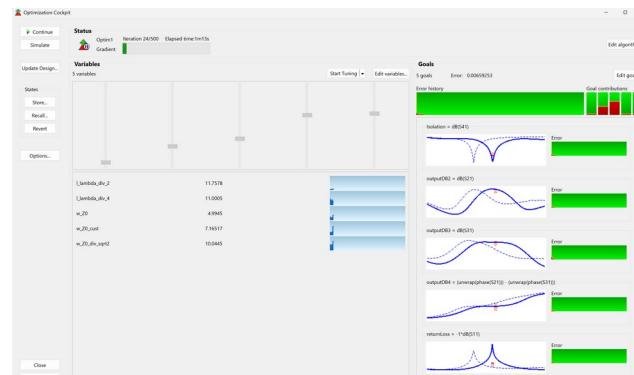 Optimization Cockpit
Continue
Simulate
Update Design...
States
Store...
Recall...
Revert
Options...
Close
Status
Optim1 Iteration 24/500 Elapsed time:1m13s
Gradient
Edit algorith
Variables
5 variables
Start Tuning
Edit variables...
l_lambda_div_2 11.7578
l_lambda_div_4 11.0005
w_Z0 4.9945
w_Z0_cust 7.16517
w_Z0_div_sqrt2 10.0445
Goals
5 goals Error: 0.00659253
Edit goa
Error history
Goal contributions
Isolation = dB(S41)
Error
outputDB2 = dB(S21)
Error
outputDB3 = dB(S31)
Error
outputDB4 = (unwrap(phase(S21))) - (unwrap(phase(S31)))
Error
returnLoss = -1*dB(S11)
Error